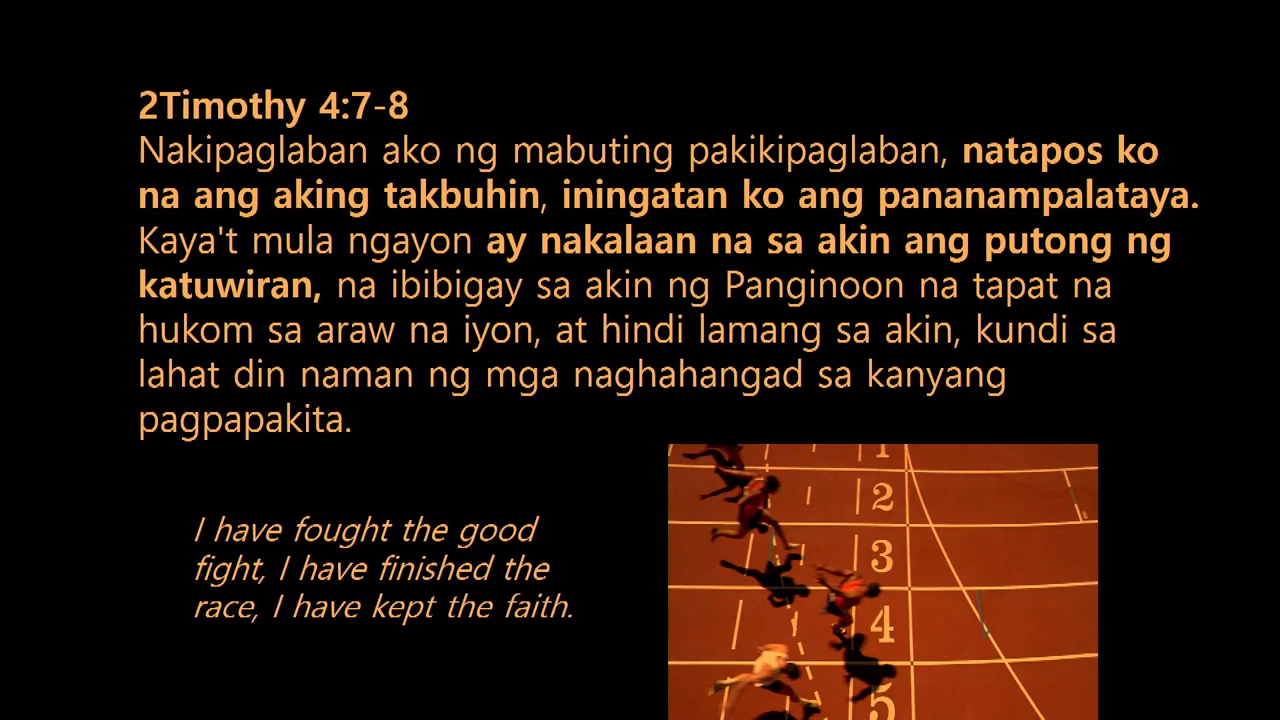 2Timothy 4:7-8
Nakipaglaban ako ng mabuting pakikipaglaban, natapos ko
na ang aking takbuhin, iningatan ko ang pananampalataya.
Kaya't mula ngayon ay nakalaan na sa akin ang putong ng
katuwiran, na ibibigay sa akin ng Panginoon na tapat na
hukom sa araw na iyon, at hindi lamang sa akin, kundi sa
lahat din naman ng mga naghahangad sa kanyang
pagpapakita.
I have fought the good
fight, I have finished the
race, I have kept the faith.
1
2
3
4
5